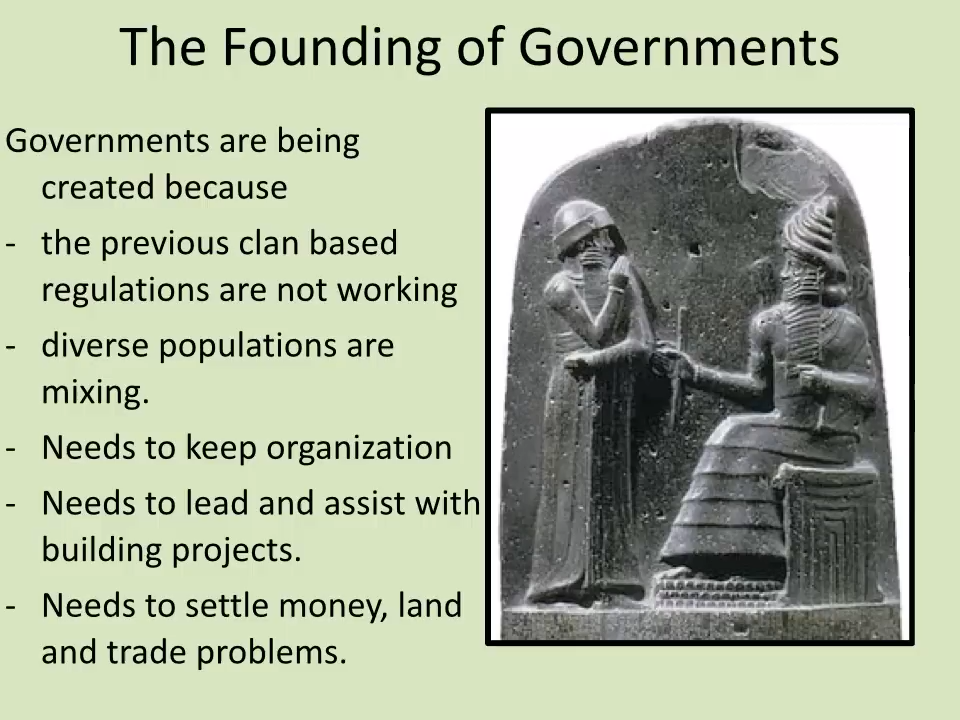 The Founding of Governments
Governments are being
created because
- the previous clan based
regulations are not working
- diverse populations are
mixing.
- Needs to keep organization
- Needs to lead and assist with
building projects.
- Needs to settle money, land
and trade problems.